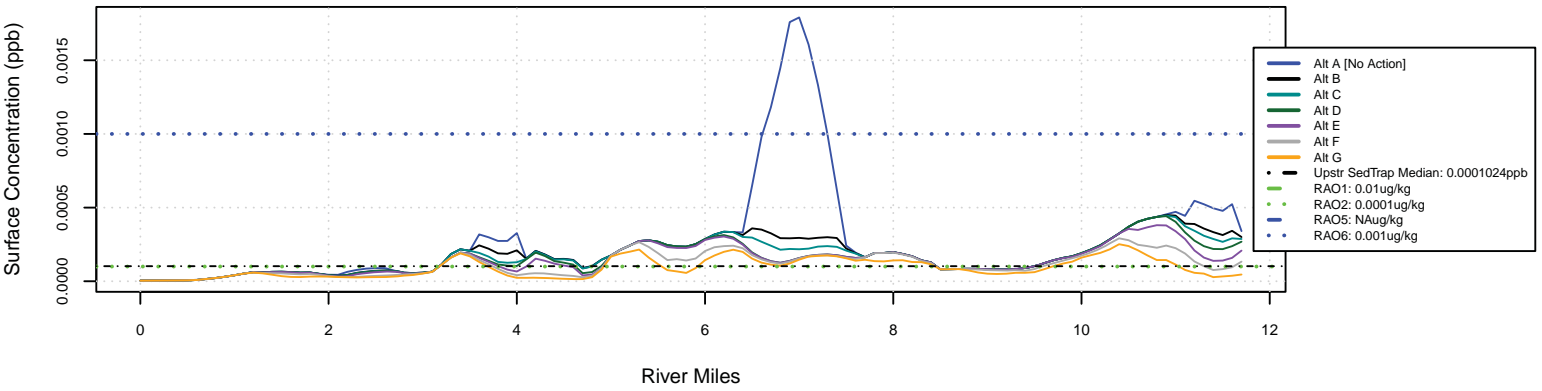 Surface Concentration (ppb)
0.0015
0.0010
0.0005
0.0000
0 2 4 6 8 10 12
River Miles
Alt A [No Action]
Alt B
Alt C
Alt D
Alt E
Alt F
Alt G
Upstr SedTrap Median: 0.0001024ppb
RAO1: 0.01ug/kg
RAO2: 0.0001ug/kg
RAO5: NAug/kg
RAO6: 0.001ug/kg